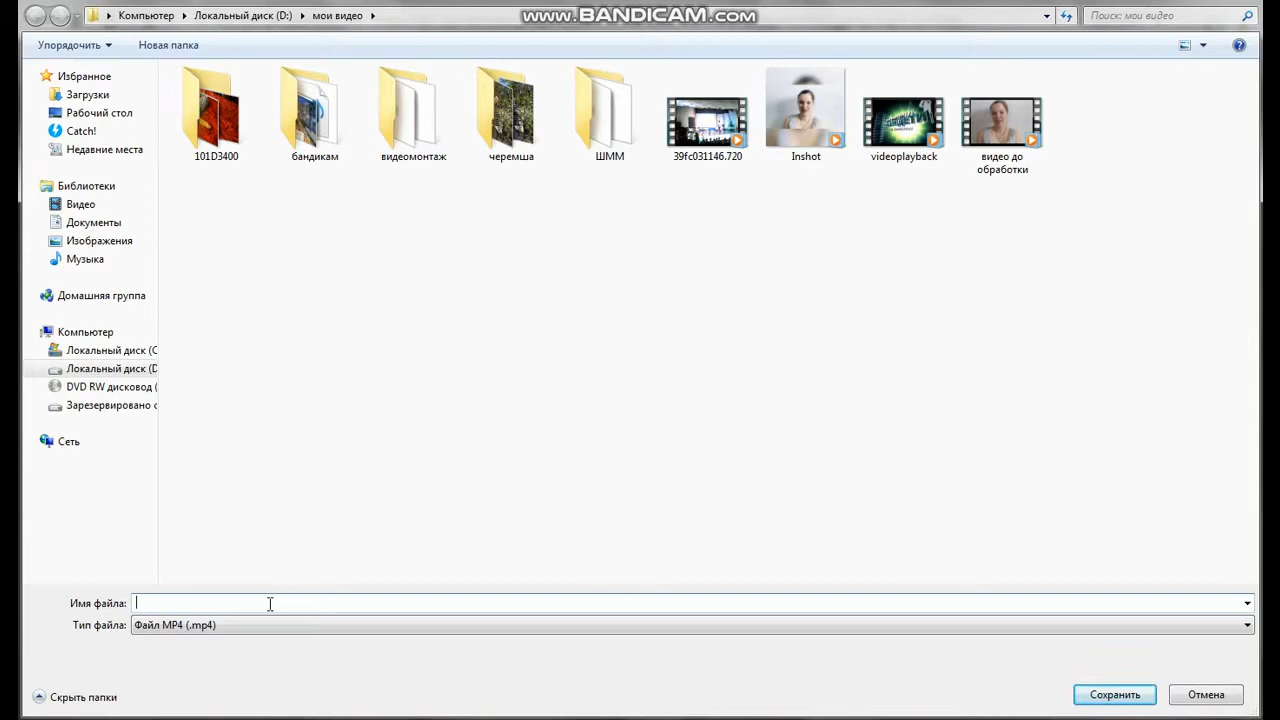 Компьютер
Локальный диск (D:)
мои видео
www.BANDICAM.com
Поиск: мои видео
Упорядочить
Новая папка
Избранное
Загрузки
Рабочий стол
Catch!
Недавние места
Библиотеки
Видео
Документы
Изображения
Музыка
Домашняя группа
Компьютер
Локальный диск (C
Локальный диск (D
DVD RW дисковод (
Зарезервировано с
Сеть
101D3400
бандикам
видеомонтаж
черемша
ШММ
39fc031146.720
Inshot
videoplayback
видео до
обработки
Имя файла:
Тип файла:
Файл MP4 (.mp4)
Скрыть папки
Сохранить
Отмена